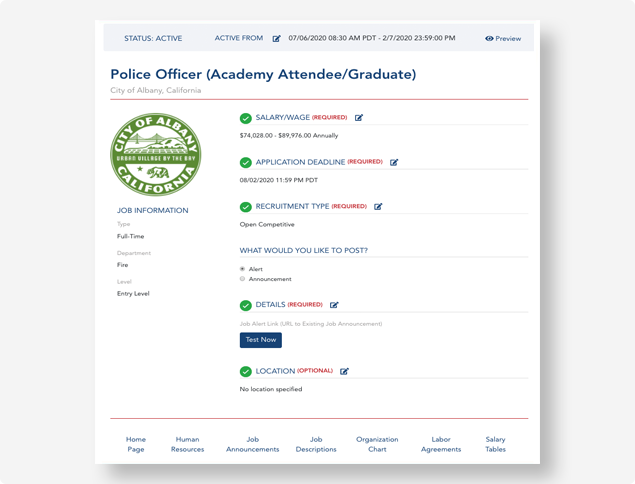 STATUS: ACTIVE ACTIVE FROM 07/06/2020 08:30 AM PDT - 2/7/2020 23:59:00 PM Preview
Police Officer (Academy Attendee/Graduate)
City of Albany, California
CITY OF ALBANY
URBAN VILLAGE BY THE BAY
CALIFORNIA
JOB INFORMATION
Type
Full-Time
Department
Fire
Level
Entry Level
SALARY/WAGE (REQUIRED)
$74,028.00 - $89,976.00 Annually
APPLICATION DEADLINE (REQUIRED)
08/02/2020 11:59 PM PDT
RECRUITMENT TYPE (REQUIRED)
Open Competitive
WHAT WOULD YOU LIKE TO POST?
Alert
Announcement
DETAILS (REQUIRED)
Job Alert Link (URL to Existing Job Announcement)
Test Now
LOCATION (OPTIONAL)
No location specified
Home Human Job Job Organization Labor Salary
Page Resources Announcements Descriptions Chart Agreements Tables